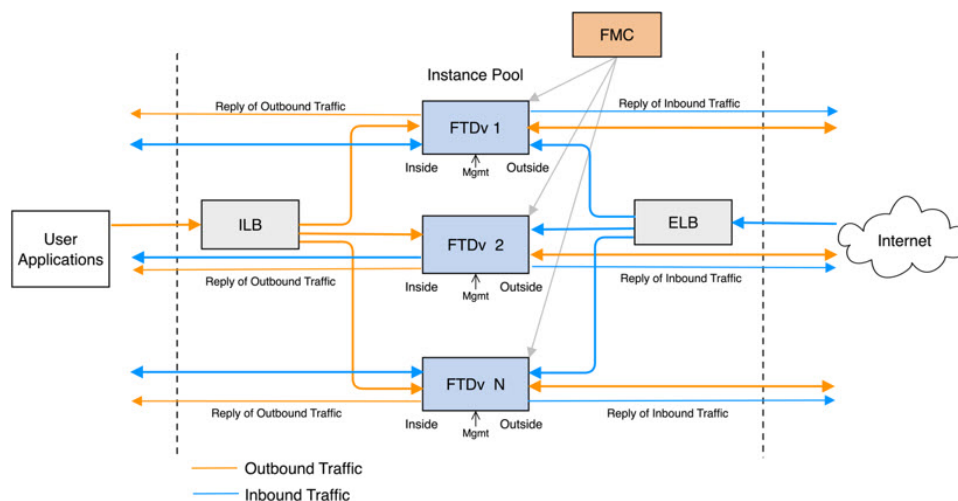 FMC
Instance Pool
Reply of Outbound Traffic
FTDv 1
Reply of Inbound Traffic
Inside
Mgmt
Outside
User
Applications
ILB
FTDv 2
ELB
Internet
Reply of Outbound Traffic
Inside
Mgmt
Outside
Reply of Inbound Traffic
FTDv N
Reply of Outbound Traffic
Inside
Mgmt
Outside
Reply of Inbound Traffic
Outbound Traffic
Inbound Traffic